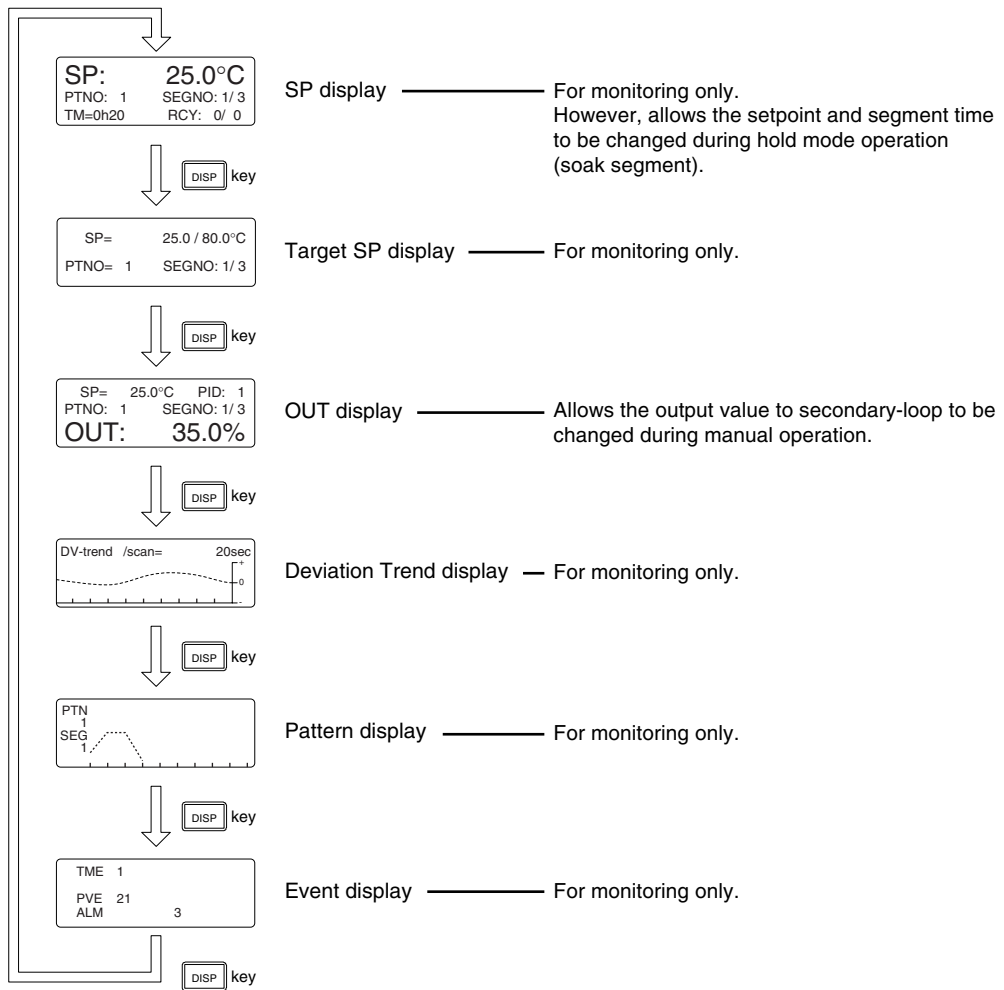 SP: 25.0°C
PTNO: 1 SEGNO: 1/ 3
TM=0h20 RCY: 0/ 0
SP display
For monitoring only.
However, allows the setpoint and segment time
to be changed during hold mode operation
(soak segment).
DISP key
SP= 25.0 / 80.0°C
PTNO= 1 SEGNO: 1/ 3
Target SP display
For monitoring only.
DISP key
SP= 25.0°C PID: 1
PTNO: 1 SEGNO: 1/ 3
OUT: 35.0%
OUT display
Allows the output value to secondary-loop to be
changed during manual operation.
DISP key
DV-trend /scan= 20sec
+
0
-
Deviation Trend display
For monitoring only.
DISP key
PTN
1
SEG
1
Pattern display
For monitoring only.
DISP key
TME 1
PVE 21
ALM 3
Event display
For monitoring only.
DISP key